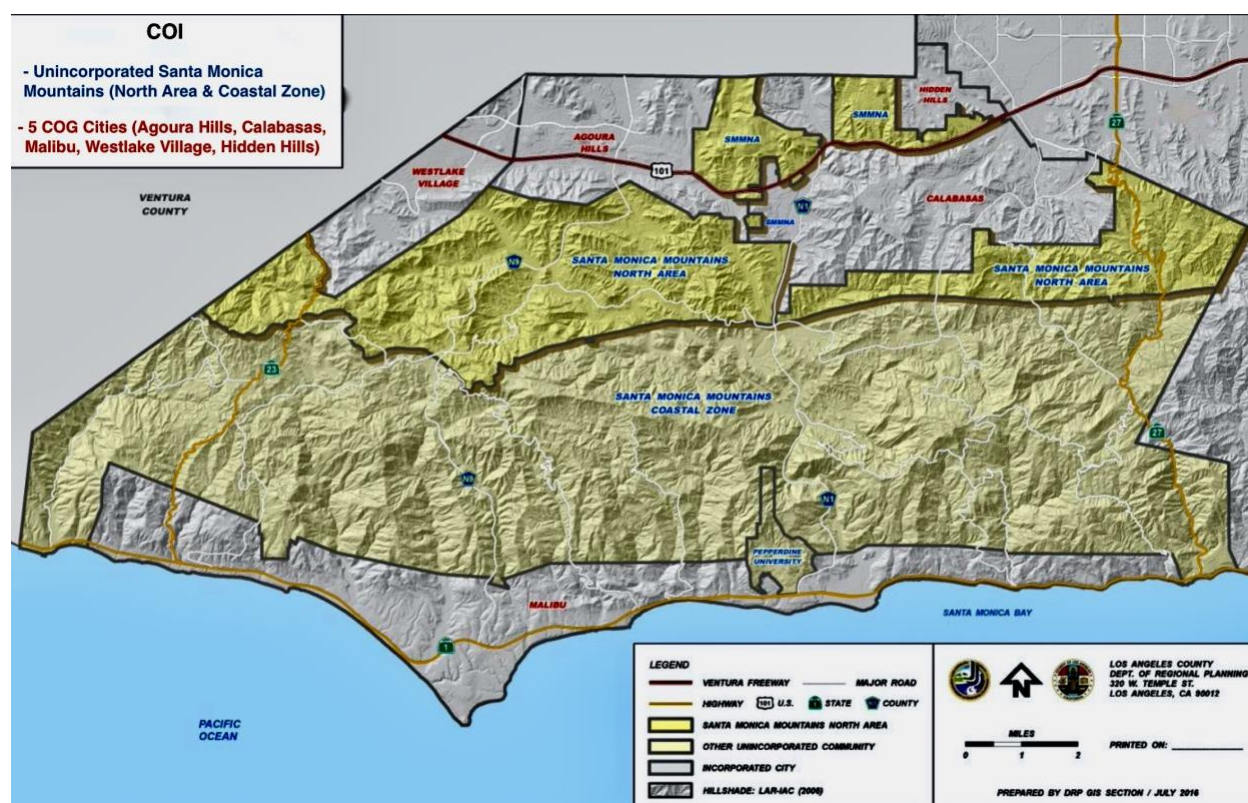 COI
- Unincorporated Santa Monica
Mountains (North Area & Coastal Zone)
- 5 COG Cities (Agoura Hills, Calabasas,
Malibu, Westlake Village, Hidden Hills)
VENTURA
COUNTY
WESTLAKE
VILLAGE
AGOURA
HILLS
101
SMMNA
SMMNA
HIDDEN
HILLS
27
SMMNA
N1
CALABASAS
N9
SANTA MONICA MOUNTAINS
NORTH AREA
SANTA MONICA MOUNTAINS
NORTH AREA
23
SANTA MONICA MOUNTAINS
COASTAL ZONE
27
N9
N1
PEPPERDINE
UNIVERSITY
MALIBU
1
SANTA MONICA BAY
PACIFIC
OCEAN
LEGEND
VENTURA FREEWAY
MAJOR ROAD
HIGHWAY 101 U.S. STATE COUNTY
SANTA MONICA MOUNTAINS NORTH AREA
OTHER UNINCORPORATED COMMUNITY
INCORPORATED CITY
HILLSHADE: LAR-IAC (2006)
N
LOS ANGELES COUNTY
DEPT. OF REGIONAL PLANNING
320 W. TEMPLE ST.
LOS ANGELES, CA 90012
MILES
0 1 2
PRINTED ON: ___________
PREPARED BY DRP GIS SECTION / JULY 2016